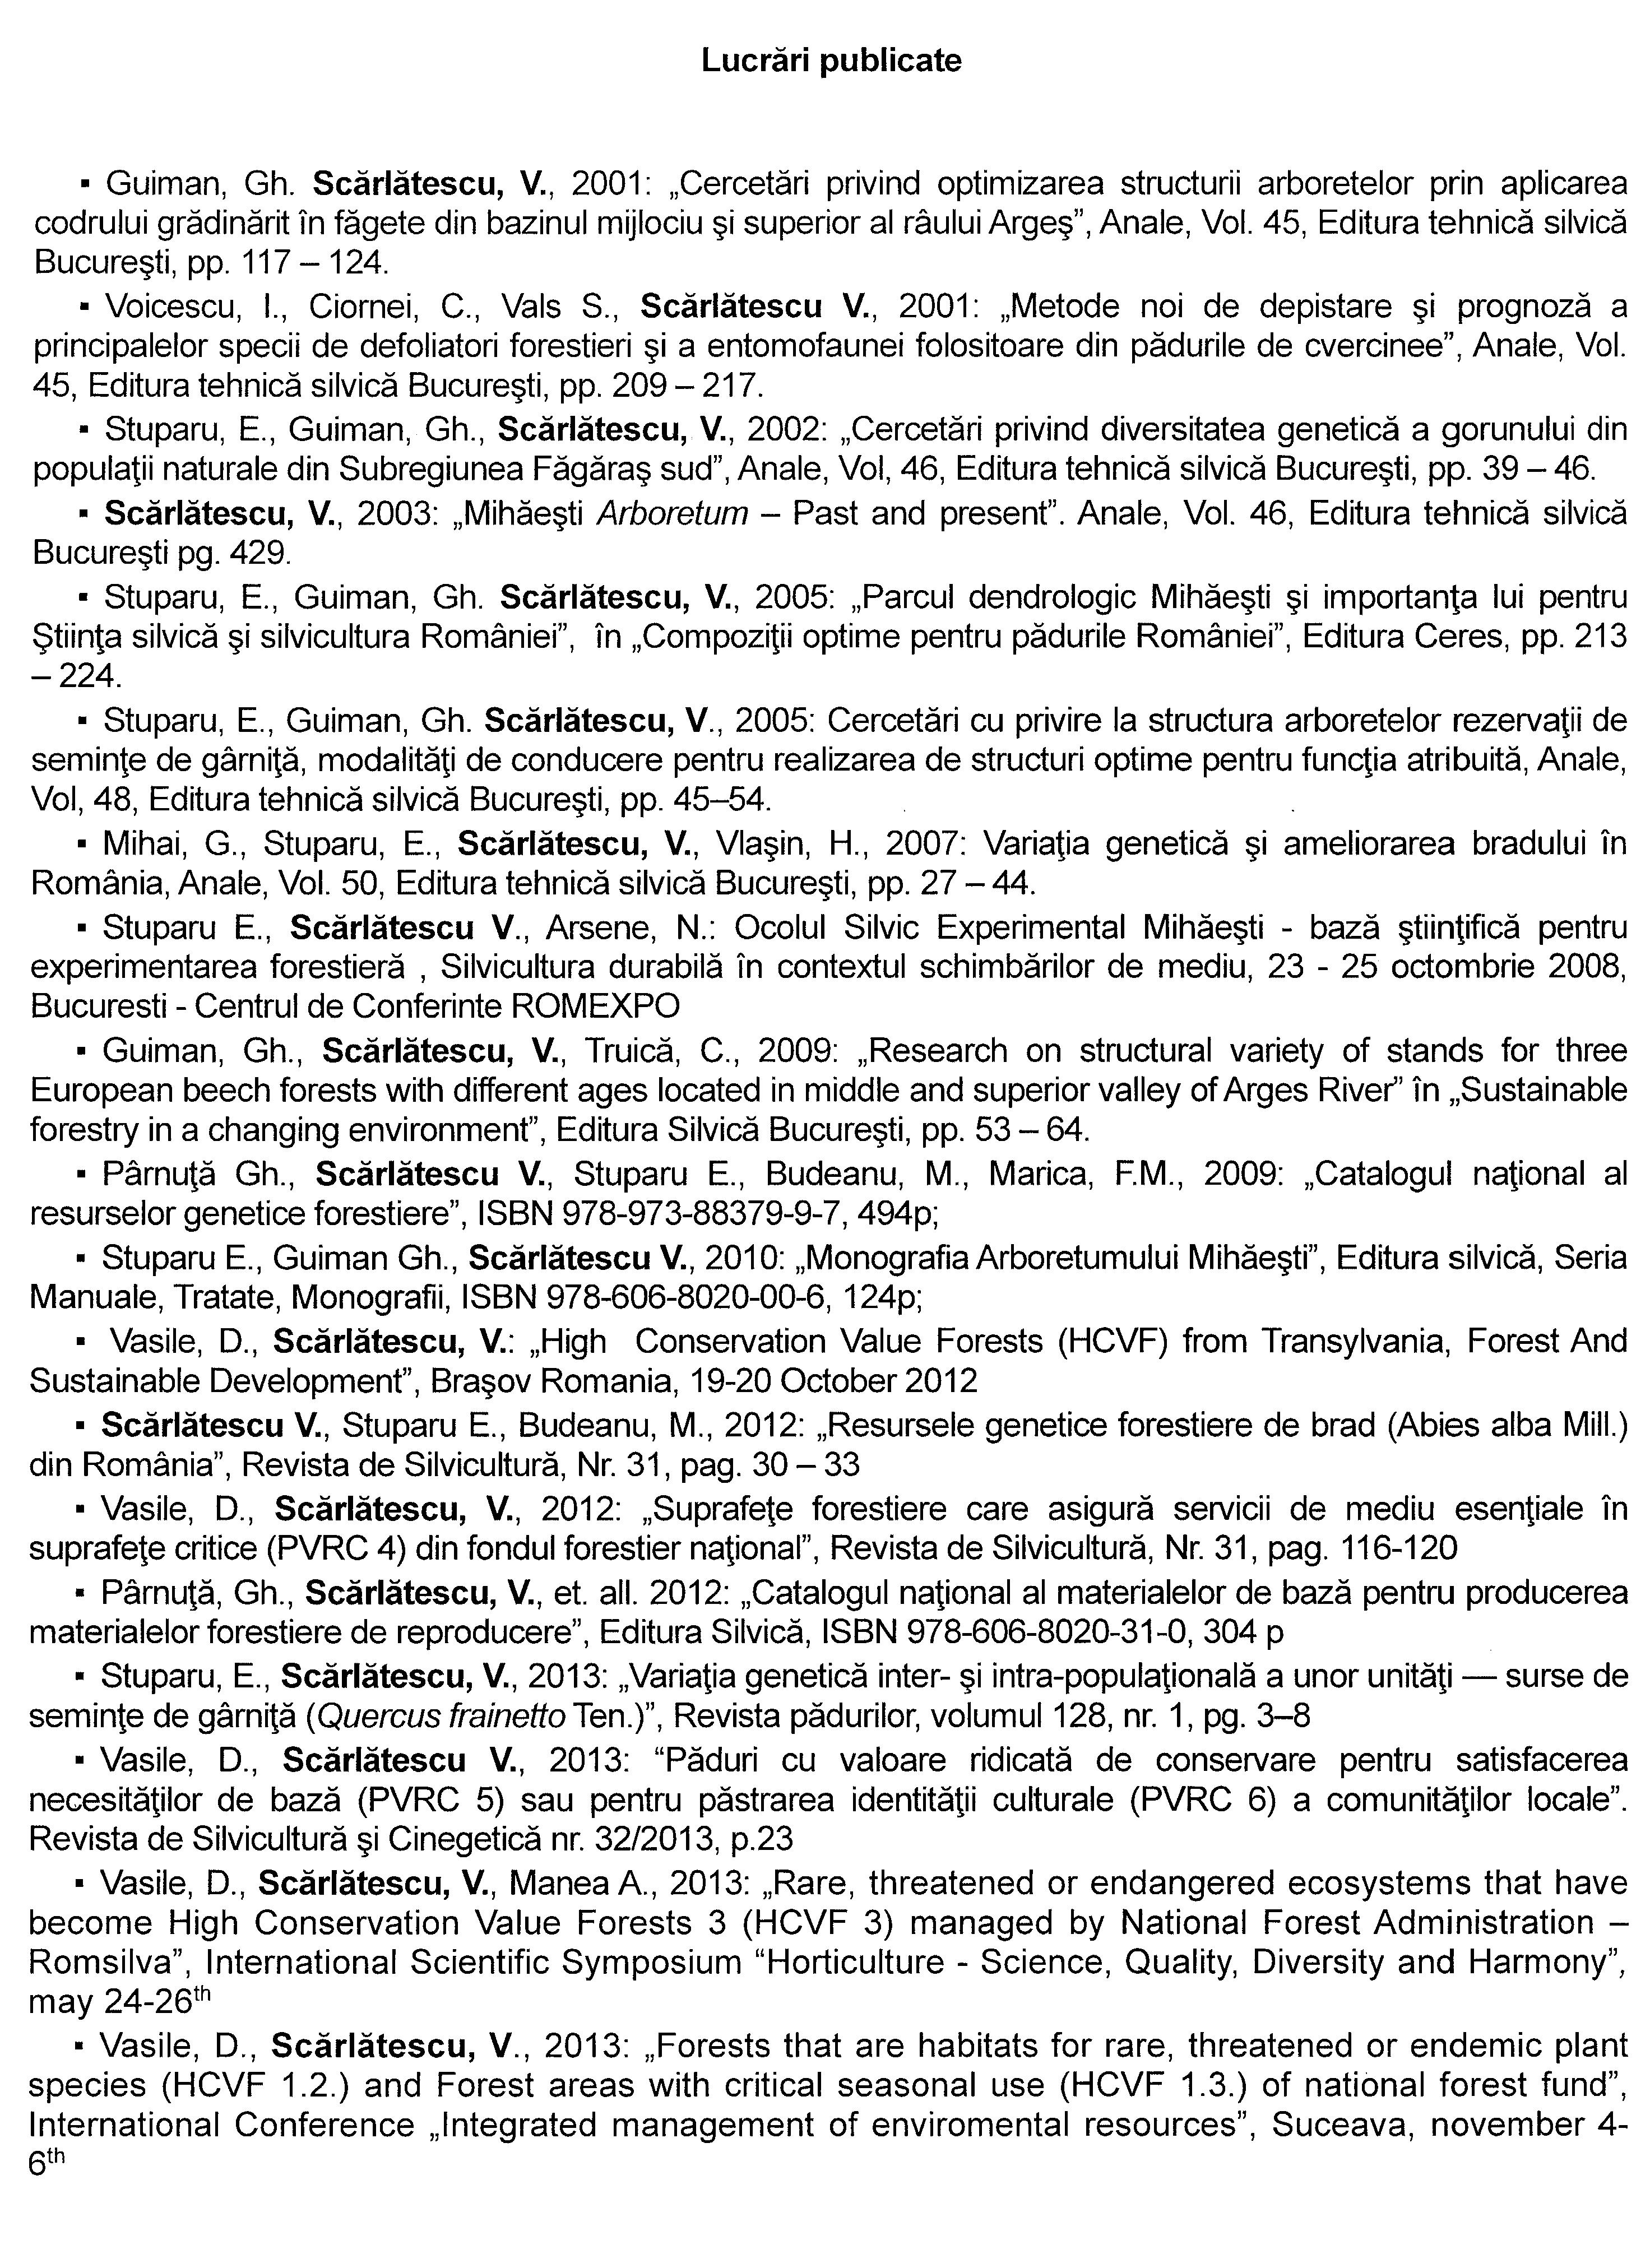 Lucrări publicate
▪ Guiman, Gh. Scărlătescu, V., 2001: „Cercetări privind optimizarea structurii arboretelor prin aplicarea
codrului grădinărit în făgete din bazinul mijlociu şi superior al râului Argeş”, Anale, Vol. 45, Editura tehnică silvică
Bucureşti, pp. 117 – 124.
▪ Voicescu, I., Ciornei, C., Vals S., Scărlătescu V., 2001: „Metode noi de depistare şi prognoză a
principalelor specii de defoliatori forestieri şi a entomofaunei folositoare din pădurile de cvercinee”, Anale, Vol.
45, Editura tehnică silvică Bucureşti, pp. 209 – 217.
▪ Stuparu, E., Guiman, Gh., Scărlătescu, V., 2002: „Cercetări privind diversitatea genetică a gorunului din
populaţii naturale din Subregiunea Făgăraş sud”, Anale, Vol, 46, Editura tehnică silvică Bucureşti, pp. 39 – 46.
▪ Scărlătescu, V., 2003: „Mihăeşti Arboretum – Past and present”. Anale, Vol. 46, Editura tehnică silvică
Bucureşti pg. 429.
▪ Stuparu, E., Guiman, Gh. Scărlătescu, V., 2005: „Parcul dendrologic Mihăeşti şi importanţa lui pentru
Ştiinţa silvică şi silvicultura României”, în „Compoziţii optime pentru pădurile României”, Editura Ceres, pp. 213
– 224.
▪ Stuparu, E., Guiman, Gh. Scărlătescu, V., 2005: Cercetări cu privire la structura arboretelor rezervaţii de
seminţe de gârniţă, modalităţi de conducere pentru realizarea de structuri optime pentru funcţia atribuită, Anale,
Vol, 48, Editura tehnică silvică Bucureşti, pp. 45–54.
▪ Mihai, G., Stuparu, E., Scărlătescu, V., Vlaşin, H., 2007: Variaţia genetică şi ameliorarea bradului în
România, Anale, Vol. 50, Editura tehnică silvică Bucureşti, pp. 27 – 44.
▪ Stuparu E., Scărlătescu V., Arsene, N.: Ocolul Silvic Experimental Mihăeşti - bază ştiinţifică pentru
experimentarea forestieră , Silvicultura durabilă în contextul schimbărilor de mediu, 23 - 25 octombrie 2008,
Bucuresti - Centrul de Conferinte ROMEXPO
▪ Guiman, Gh., Scărlătescu, V., Truică, C., 2009: „Research on structural variety of stands for three
European beech forests with different ages located in middle and superior valley of Arges River” în „Sustainable
forestry in a changing environment”, Editura Silvică Bucureşti, pp. 53 – 64.
▪ Pârnuţă Gh., Scărlătescu V., Stuparu E., Budeanu, M., Marica, F.M., 2009: „Catalogul naţional al
resurselor genetice forestiere”, ISBN 978-973-88379-9-7, 494p;
▪ Stuparu E., Guiman Gh., Scărlătescu V., 2010: „Monografia Arboretumului Mihăeşti”, Editura silvică, Seria
Manuale, Tratate, Monografii, ISBN 978-606-8020-00-6, 124p;
▪ Vasile, D., Scărlătescu, V.: „High Conservation Value Forests (HCVF) from Transylvania, Forest And
Sustainable Development”, Braşov Romania, 19-20 October 2012
▪ Scărlătescu V., Stuparu E., Budeanu, M., 2012: „Resursele genetice forestiere de brad (Abies alba Mill.)
din România”, Revista de Silvicultură, Nr. 31, pag. 30 – 33
▪ Vasile, D., Scărlătescu, V., 2012: „Suprafeţe forestiere care asigură servicii de mediu esenţiale în
suprafeţe critice (PVRC 4) din fondul forestier naţional”, Revista de Silvicultură, Nr. 31, pag. 116-120
▪ Pârnuţă, Gh., Scărlătescu, V., et. all. 2012: „Catalogul naţional al materialelor de bază pentru producerea
materialelor forestiere de reproducere”, Editura Silvică, ISBN 978-606-8020-31-0, 304 p
▪ Stuparu, E., Scărlătescu, V., 2013: „Variaţia genetică inter- şi intra-populaţională a unor unităţi — surse de
seminţe de gârniţă (Quercus frainetto Ten.)”, Revista pădurilor, volumul 128, nr. 1, pg. 3–8
▪ Vasile, D., Scărlătescu V., 2013: “Păduri cu valoare ridicată de conservare pentru satisfacerea
necesităţilor de bază (PVRC 5) sau pentru păstrarea identităţii culturale (PVRC 6) a comunităţilor locale”.
Revista de Silvicultură şi Cinegetică nr. 32/2013, p.23
▪ Vasile, D., Scărlătescu, V., Manea A., 2013: „Rare, threatened or endangered ecosystems that have
become High Conservation Value Forests 3 (HCVF 3) managed by National Forest Administration –
Romsilva”, International Scientific Symposium “Horticulture - Science, Quality, Diversity and Harmony”,
may 24-26th
▪ Vasile, D., Scărlătescu, V., 2013: „Forests that are habitats for rare, threatened or endemic plant
species (HCVF 1.2.) and Forest areas with critical seasonal use (HCVF 1.3.) of national forest fund”,
International Conference „Integrated management of enviromental resources”, Suceava, november 4-
6th